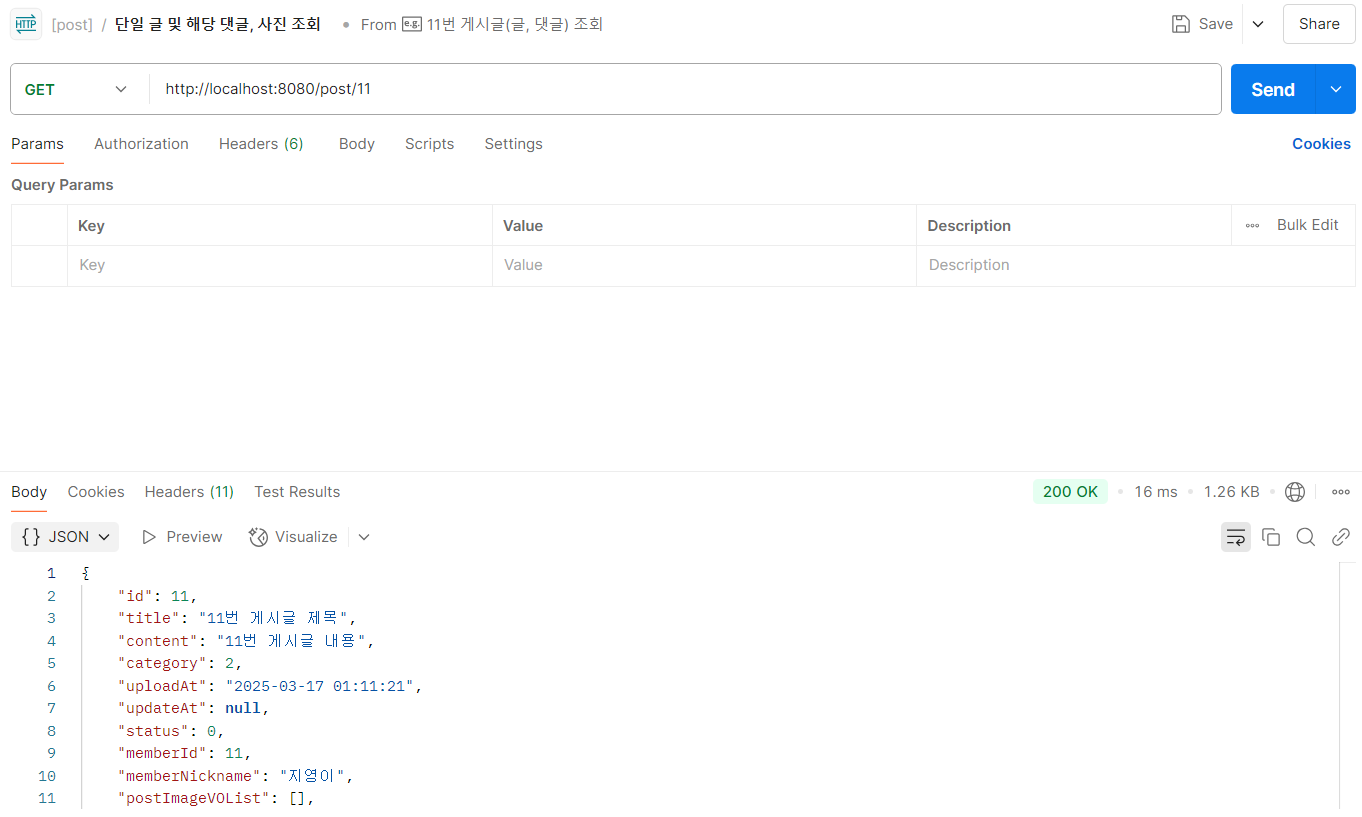 HTTP [post] / 단일 글 및 해당 댓글, 사진 조회 • From e.g. 11번 게시글(글, 댓글) 조회 Save Share
GET http://localhost:8080/post/11 Send
Params Authorization Headers (6) Body Scripts Settings Cookies
Query Params
Key Value Description Bulk Edit
Key Value Description
Body Cookies Headers (11) Test Results 200 OK • 16 ms • 1.26 KB •
{} JSON Preview Visualize
1 {
2 "id": 11,
3 "title": "11번 게시글 제목",
4 "content": "11번 게시글 내용",
5 "category": 2,
6 "uploadAt": "2025-03-17 01:11:21",
7 "updateAt": null,
8 "status": 0,
9 "memberId": 11,
10 "memberNickname": "지영이",
11 "postImageVOList": [],